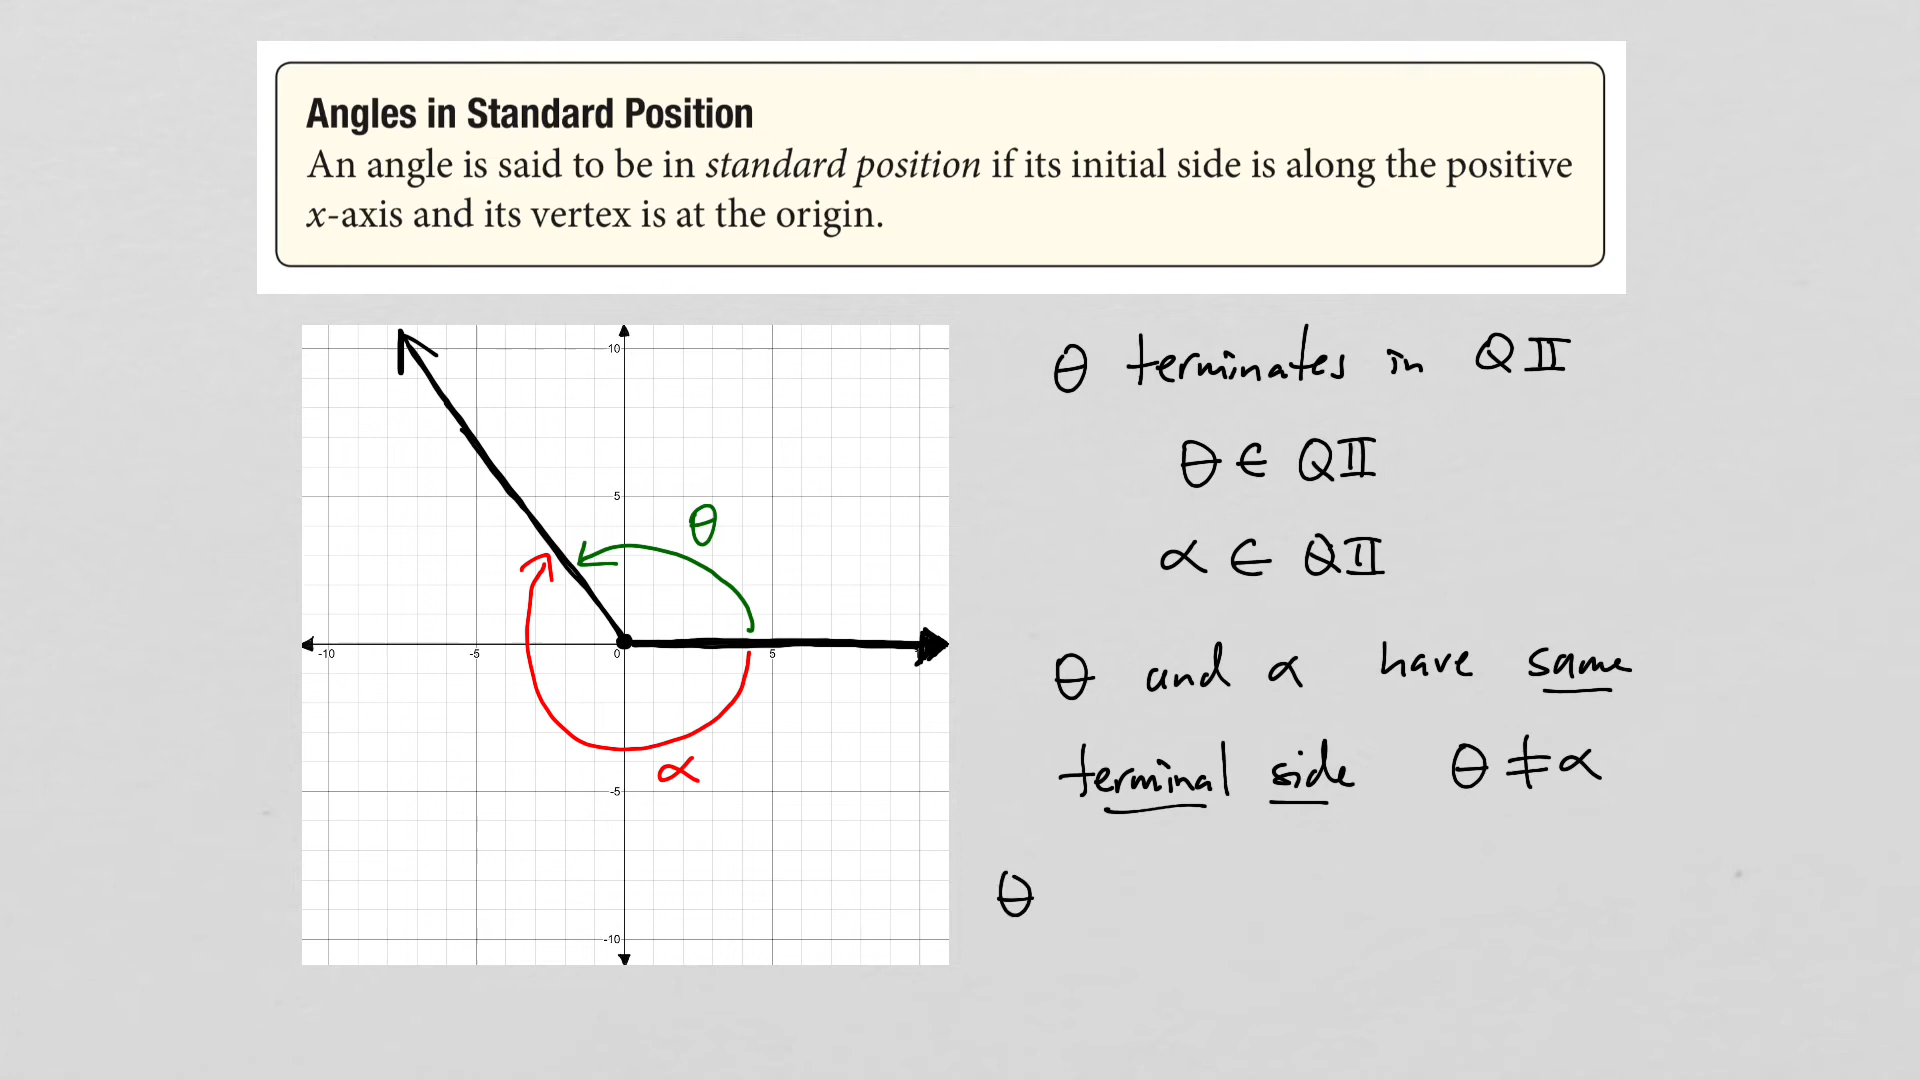 Angles in Standard Position
An angle is said to be in standard position if its initial side is along the positive
x-axis and its vertex is at the origin.
10
5
-10
-5
0
5
-5
-10
θ
α
θ terminates in QII
θ ∈ QII
α ∈ QII
θ and α have same
terminal side θ ≠ α
θ